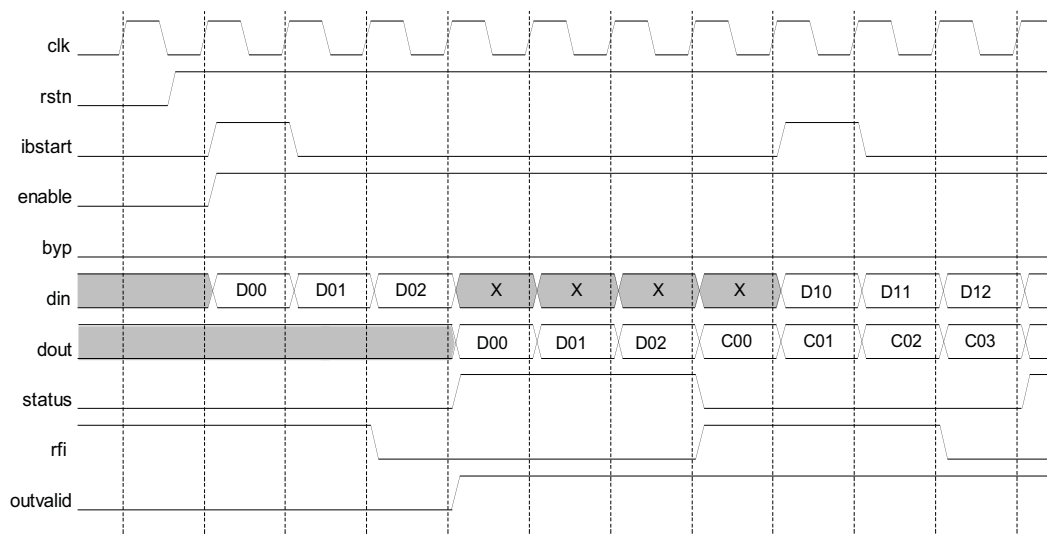 clk
rstn
ibstart
enable
byp
din D00 D01 D02 X X X X D10 D11 D12
dout D00 D01 D02 C00 C01 C02 C03
status
rfi
outvalid